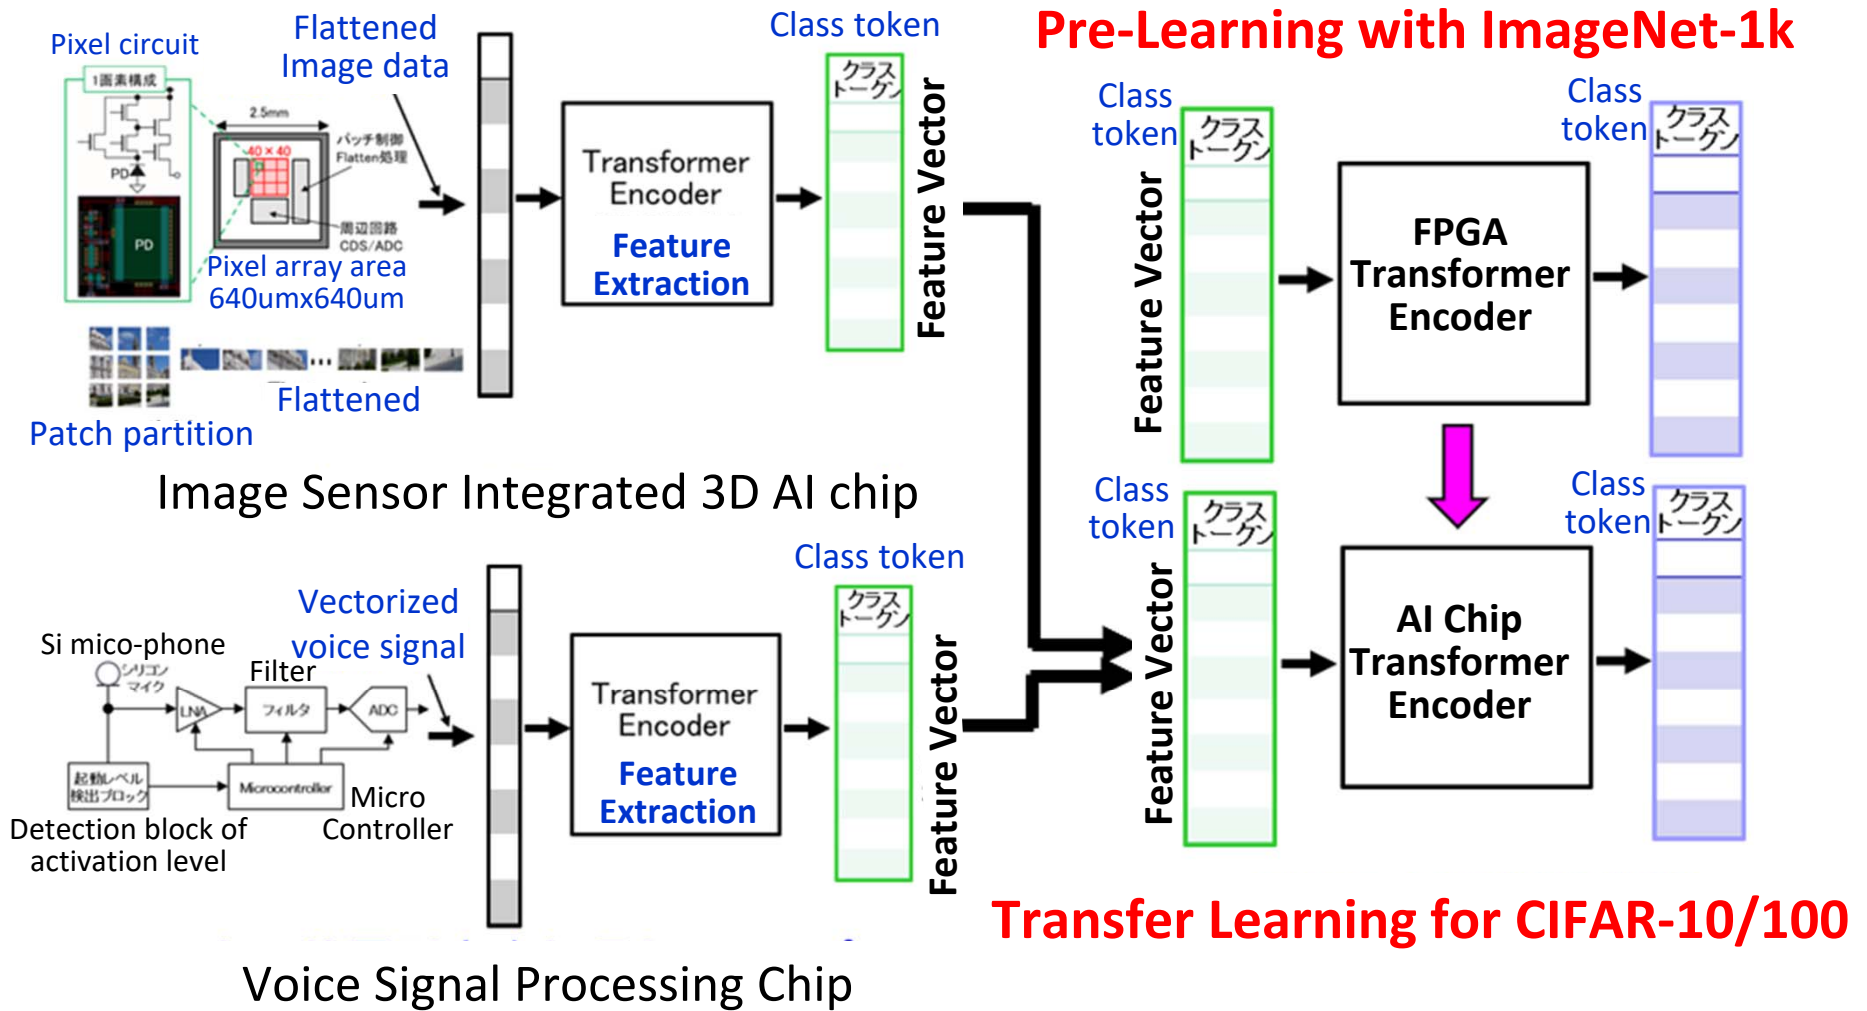 Pixel circuit
1画素構成
PD
PD
2.5mm
40×40
パッチ制御
Flatten処理
周辺回路
CDS/ADC
Pixel array area
640umx640um
Patch partition
Flattened
Flattened
Image data
Transformer
Encoder
Feature
Extraction
Class token
クラス
トークン
Feature Vector
Image Sensor Integrated 3D AI chip
Si mico-phone
シリコン
マイク
LNA
Filter
フィルタ
ADC
起動レベル
検出ブロック
Microcontroller
Micro
Controller
Detection block of
activation level
Vectorized
voice signal
Transformer
Encoder
Feature
Extraction
Class token
クラス
トークン
Feature Vector
Voice Signal Processing Chip
Pre-Learning with ImageNet-1k
Class
token
クラス
トークン
Feature Vector
FPGA
Transformer
Encoder
Class
token
クラス
トークン
Class
token
クラス
トークン
Feature Vector
AI Chip
Transformer
Encoder
Class
token
クラス
トークン
Transfer Learning for CIFAR-10/100